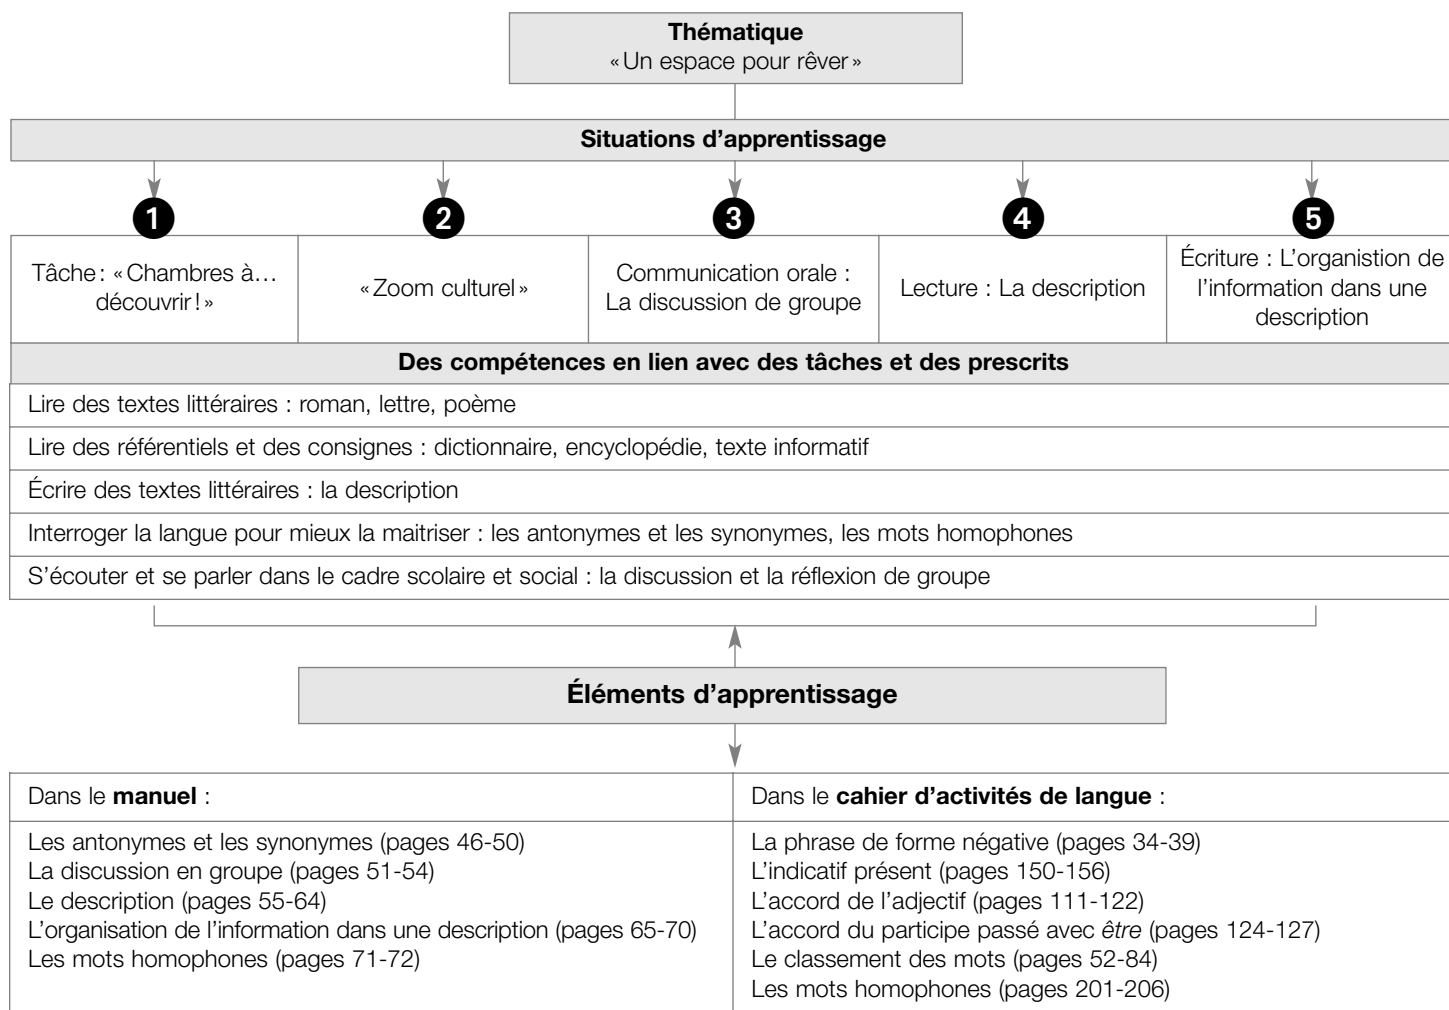 Thématique
«Un espace pour rêver»
Situations d'apprentissage
1
2
3
4
5
Tâche: «Chambres à…
découvrir!»
«Zoom culturel»
Communication orale :
La discussion de groupe
Lecture : La description
Écriture : L'organistion de
l'information dans une
description
Des compétences en lien avec des tâches et des prescrits
Lire des textes littéraires : roman, lettre, poème
Lire des référentiels et des consignes : dictionnaire, encyclopédie, texte informatif
Écrire des textes littéraires : la description
Interroger la langue pour mieux la maitriser : les antonymes et les synonymes, les mots homophones
S'écouter et se parler dans le cadre scolaire et social : la discussion et la réflexion de groupe
Éléments d'apprentissage
Dans le manuel :
Les antonymes et les synonymes (pages 46-50)
La discussion en groupe (pages 51-54)
Le description (pages 55-64)
L'organisation de l'information dans une description (pages 65-70)
Les mots homophones (pages 71-72)
Dans le cahier d'activités de langue :
La phrase de forme négative (pages 34-39)
L'indicatif présent (pages 150-156)
L'accord de l'adjectif (pages 111-122)
L'accord du participe passé avec être (pages 124-127)
Le classement des mots (pages 52-84)
Les mots homophones (pages 201-206)